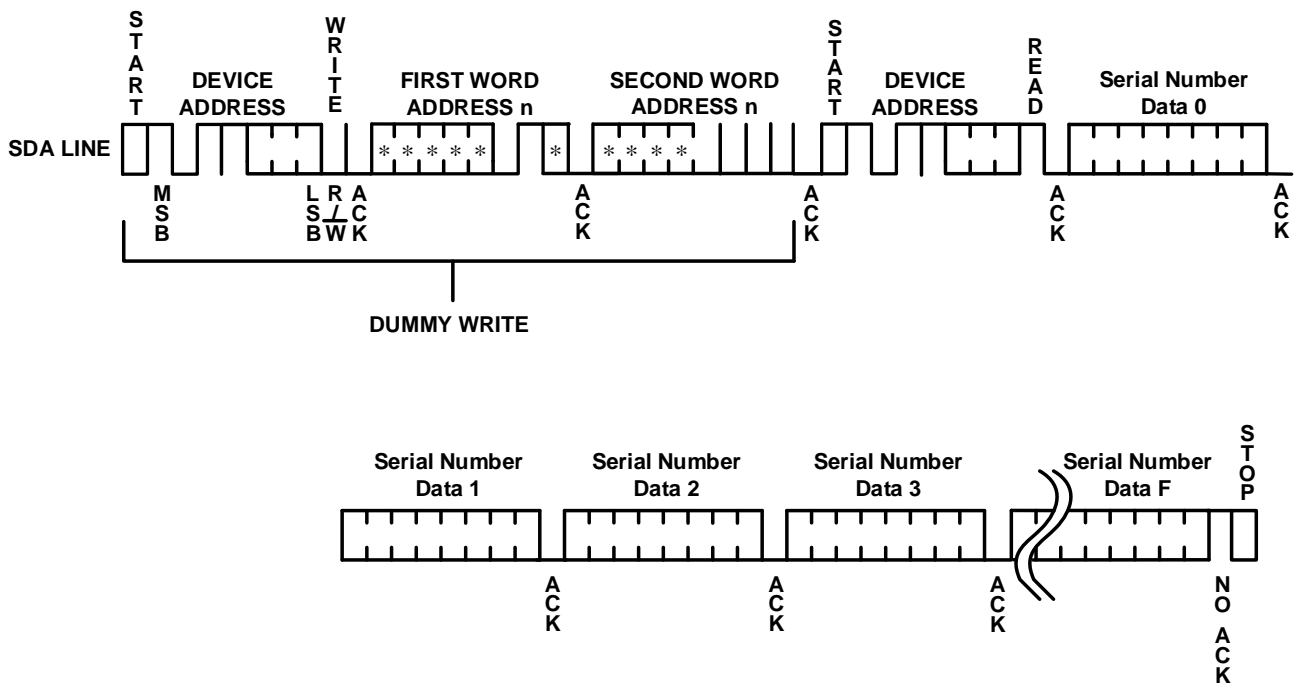 START
DEVICE
ADDRESS
WRITE
FIRST WORD
ADDRESS n
SECOND WORD
ADDRESS n
START
DEVICE
ADDRESS
READ
Serial Number
Data 0
SDA LINE
* * * * *
*
* * * *
MSB
LSB
R/W
ACK
ACK
ACK
ACK
ACK
DUMMY WRITE
Serial Number
Data 1
Serial Number
Data 2
Serial Number
Data 3
Serial Number
Data F
STOP
ACK
ACK
ACK
NO ACK